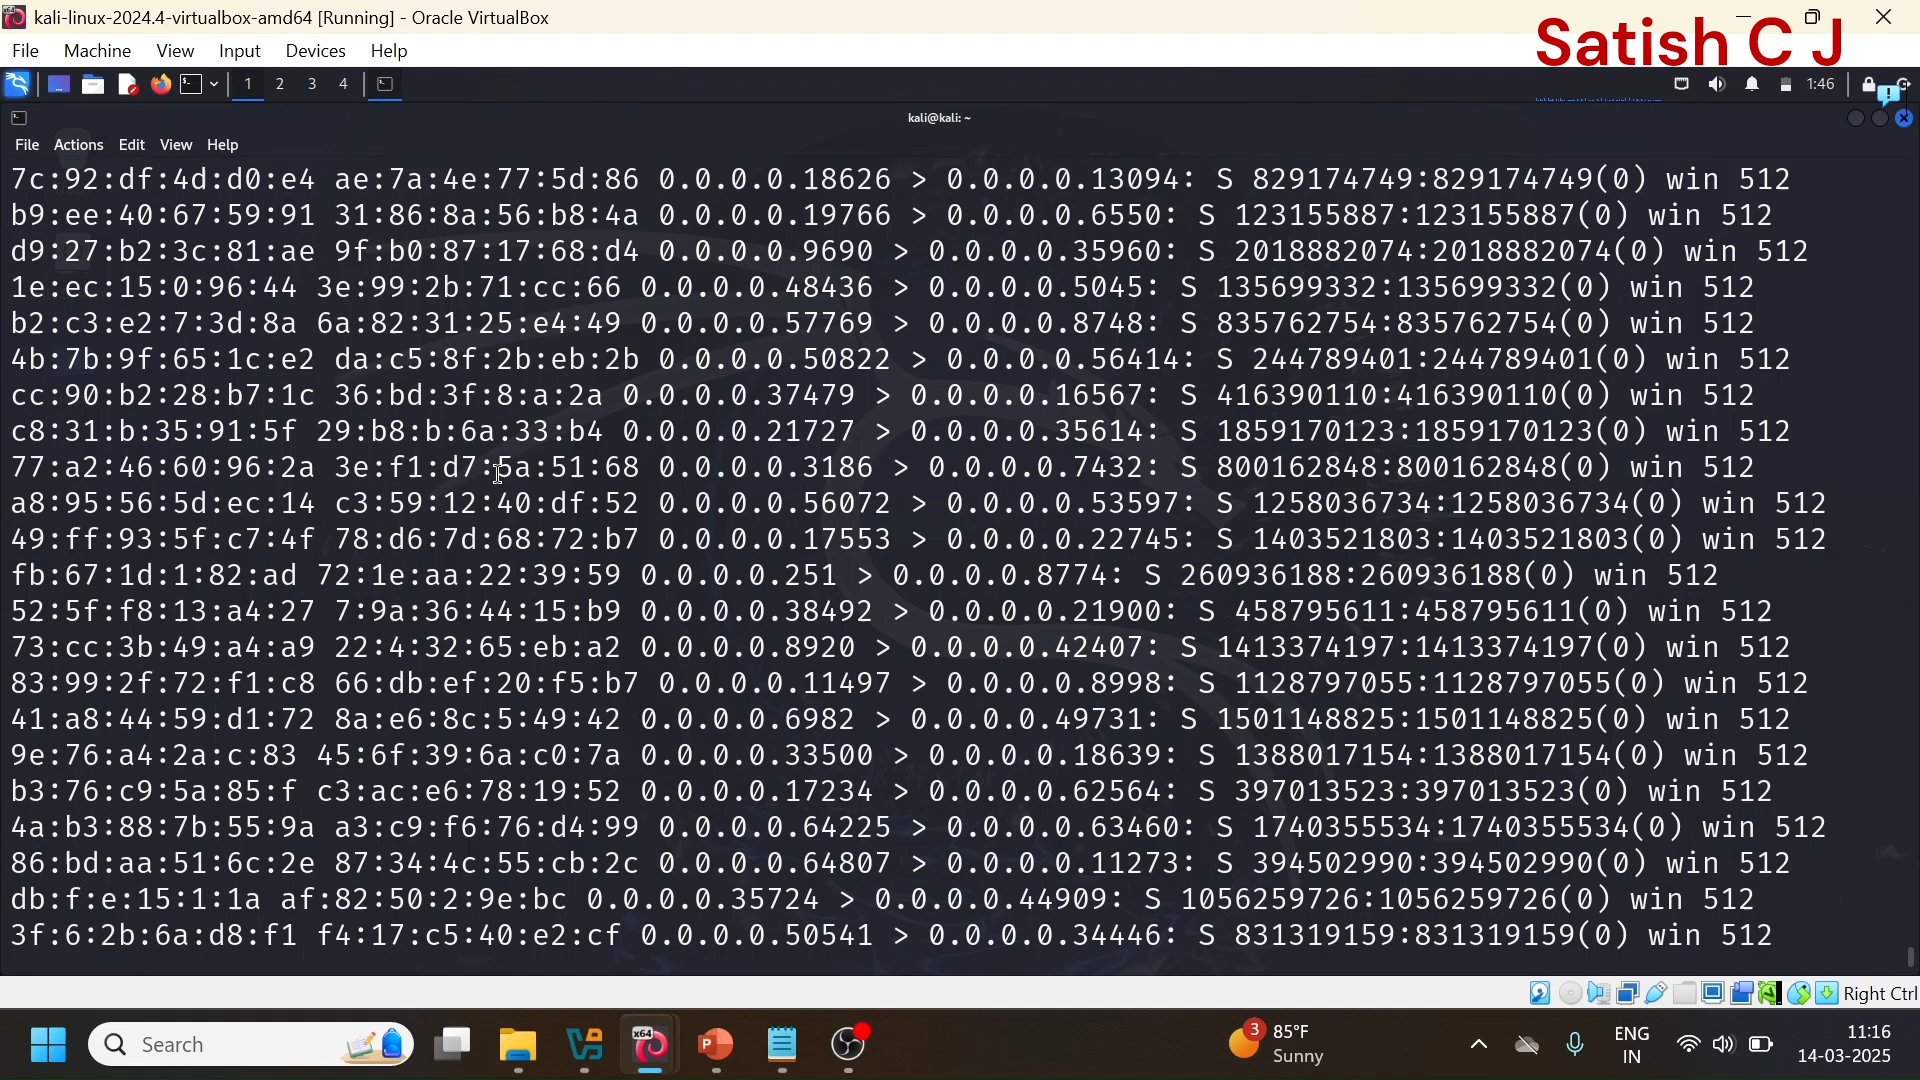 kali-linux-2024.4-virtualbox-amd64 [Running] - Oracle VirtualBox
Satish C J
File Machine View Input Devices Help
1 2 3 4 1:46
kali@kali: ~
File Actions Edit View Help
7c:92:df:4d:d0:e4 ae:7a:4e:77:5d:86 0.0.0.0.18626 > 0.0.0.0.13094: S 829174749:829174749(0) win 512
b9:ee:40:67:59:91 31:86:8a:56:b8:4a 0.0.0.0.19766 > 0.0.0.0.6550: S 123155887:123155887(0) win 512
d9:27:b2:3c:81:ae 9f:b0:87:17:68:d4 0.0.0.0.9690 > 0.0.0.0.35960: S 2018882074:2018882074(0) win 512
1e:ec:15:0:96:44 3e:99:2b:71:cc:66 0.0.0.0.48436 > 0.0.0.0.5045: S 135699332:135699332(0) win 512
b2:c3:e2:7:3d:8a 6a:82:31:25:e4:49 0.0.0.0.57769 > 0.0.0.0.8748: S 835762754:835762754(0) win 512
4b:7b:9f:65:1c:e2 da:c5:8f:2b:eb:2b 0.0.0.0.50822 > 0.0.0.0.56414: S 244789401:244789401(0) win 512
cc:90:b2:28:b7:1c 36:bd:3f:8:a:2a 0.0.0.0.37479 > 0.0.0.0.16567: S 416390110:416390110(0) win 512
c8:31:b:35:91:5f 29:b8:b:6a:33:b4 0.0.0.0.21727 > 0.0.0.0.35614: S 1859170123:1859170123(0) win 512
77:a2:46:60:96:2a 3e:f1:d7:5a:51:68 0.0.0.0.3186 > 0.0.0.0.7432: S 800162848:800162848(0) win 512
a8:95:56:5d:ec:14 c3:59:12:40:df:52 0.0.0.0.56072 > 0.0.0.0.53597: S 1258036734:1258036734(0) win 512
49:ff:93:5f:c7:4f 78:d6:7d:68:72:b7 0.0.0.0.17553 > 0.0.0.0.22745: S 1403521803:1403521803(0) win 512
fb:67:1d:1:82:ad 72:1e:aa:22:39:59 0.0.0.0.251 > 0.0.0.0.8774: S 260936188:260936188(0) win 512
52:5f:f8:13:a4:27 7:9a:36:44:15:b9 0.0.0.0.38492 > 0.0.0.0.21900: S 458795611:458795611(0) win 512
73:cc:3b:49:a4:a9 22:4:32:65:eb:a2 0.0.0.0.8920 > 0.0.0.0.42407: S 1413374197:1413374197(0) win 512
83:99:2f:72:f1:c8 66:db:ef:20:f5:b7 0.0.0.0.11497 > 0.0.0.0.8998: S 1128797055:1128797055(0) win 512
41:a8:44:59:d1:72 8a:e6:8c:5:49:42 0.0.0.0.6982 > 0.0.0.0.49731: S 1501148825:1501148825(0) win 512
9e:76:a4:2a:c:83 45:6f:39:6a:c0:7a 0.0.0.0.33500 > 0.0.0.0.18639: S 1388017154:1388017154(0) win 512
b3:76:c9:5a:85:f c3:ac:e6:78:19:52 0.0.0.0.17234 > 0.0.0.0.62564: S 397013523:397013523(0) win 512
4a:b3:88:7b:55:9a a3:c9:f6:76:d4:99 0.0.0.0.64225 > 0.0.0.0.63460: S 1740355534:1740355534(0) win 512
86:bd:aa:51:6c:2e 87:34:4c:55:cb:2c 0.0.0.0.64807 > 0.0.0.0.11273: S 394502990:394502990(0) win 512
db:f:e:15:1:1a af:82:50:2:9e:bc 0.0.0.0.35724 > 0.0.0.0.44909: S 1056259726:1056259726(0) win 512
3f:6:2b:6a:d8:f1 f4:17:c5:40:e2:cf 0.0.0.0.50541 > 0.0.0.0.34446: S 831319159:831319159(0) win 512
Right Ctrl
Search
x64
3 85°F
Sunny
ENG
IN
11:16
14-03-2025